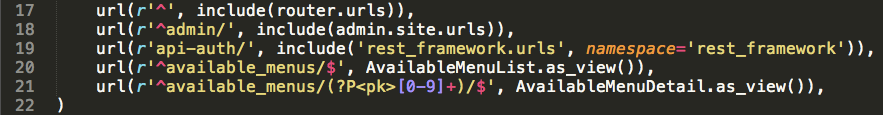 17 url(r'^', include(router.urls)),
18 url(r'^admin/', include(admin.site.urls)),
19 url(r'api-auth/', include('rest_framework.urls', namespace='rest_framework')),
20 url(r'^available_menus/$', AvailableMenuList.as_view()),
21 url(r'^available_menus/(?P<pk>[0-9]+)/$', AvailableMenuDetail.as_view()),
22 )